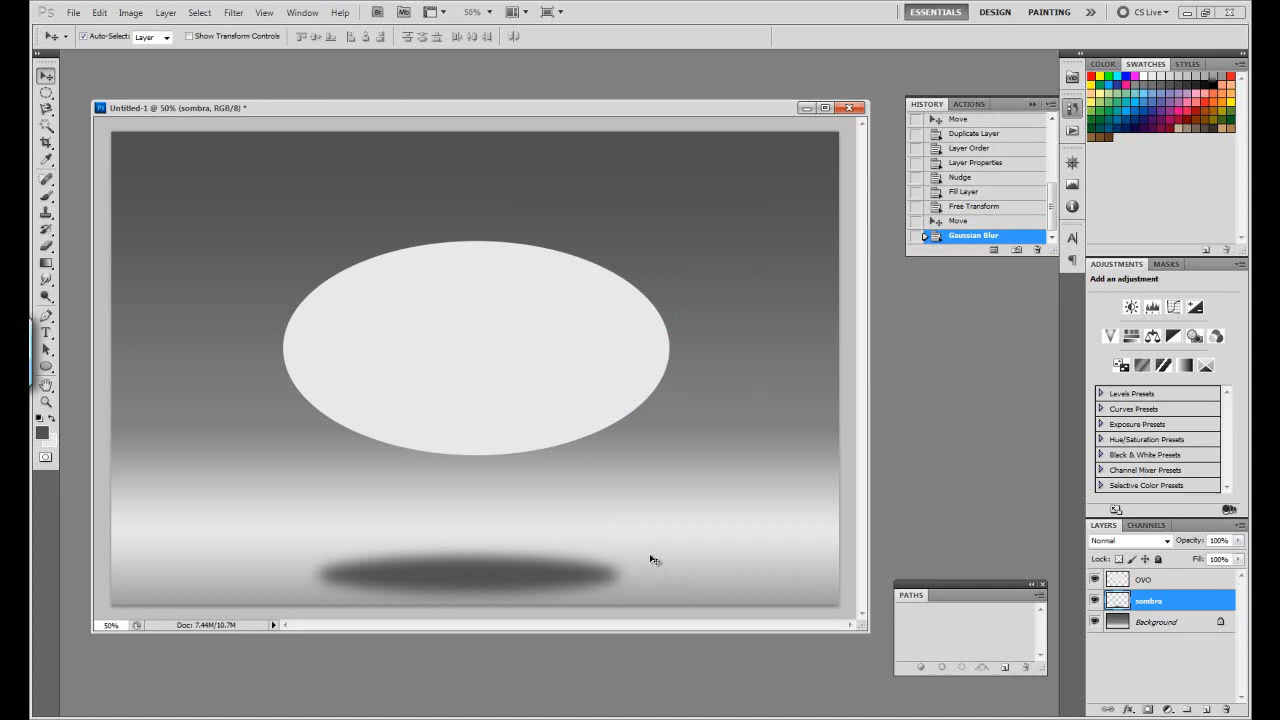 PS File Edit Image Layer Select Filter View Window Help Br Mb 50% ESSENTIALS DESIGN PAINTING CS Live
Auto-Select: Layer Show Transform Controls
Untitled-1 @ 50% (sombra, RGB/8) *
50% Doc: 7.44M/10.7M
HISTORY ACTIONS
Move
Duplicate Layer
Layer Order
Layer Properties
Nudge
Fill Layer
Free Transform
Move
Gaussian Blur
COLOR SWATCHES STYLES
ADJUSTMENTS MASKS
Add an adjustment
Levels Presets
Curves Presets
Exposure Presets
Hue/Saturation Presets
Black & White Presets
Channel Mixer Presets
Selective Color Presets
LAYERS CHANNELS
Normal Opacity: 100%
Lock: Fill: 100%
OVO
sombra
Background
PATHS